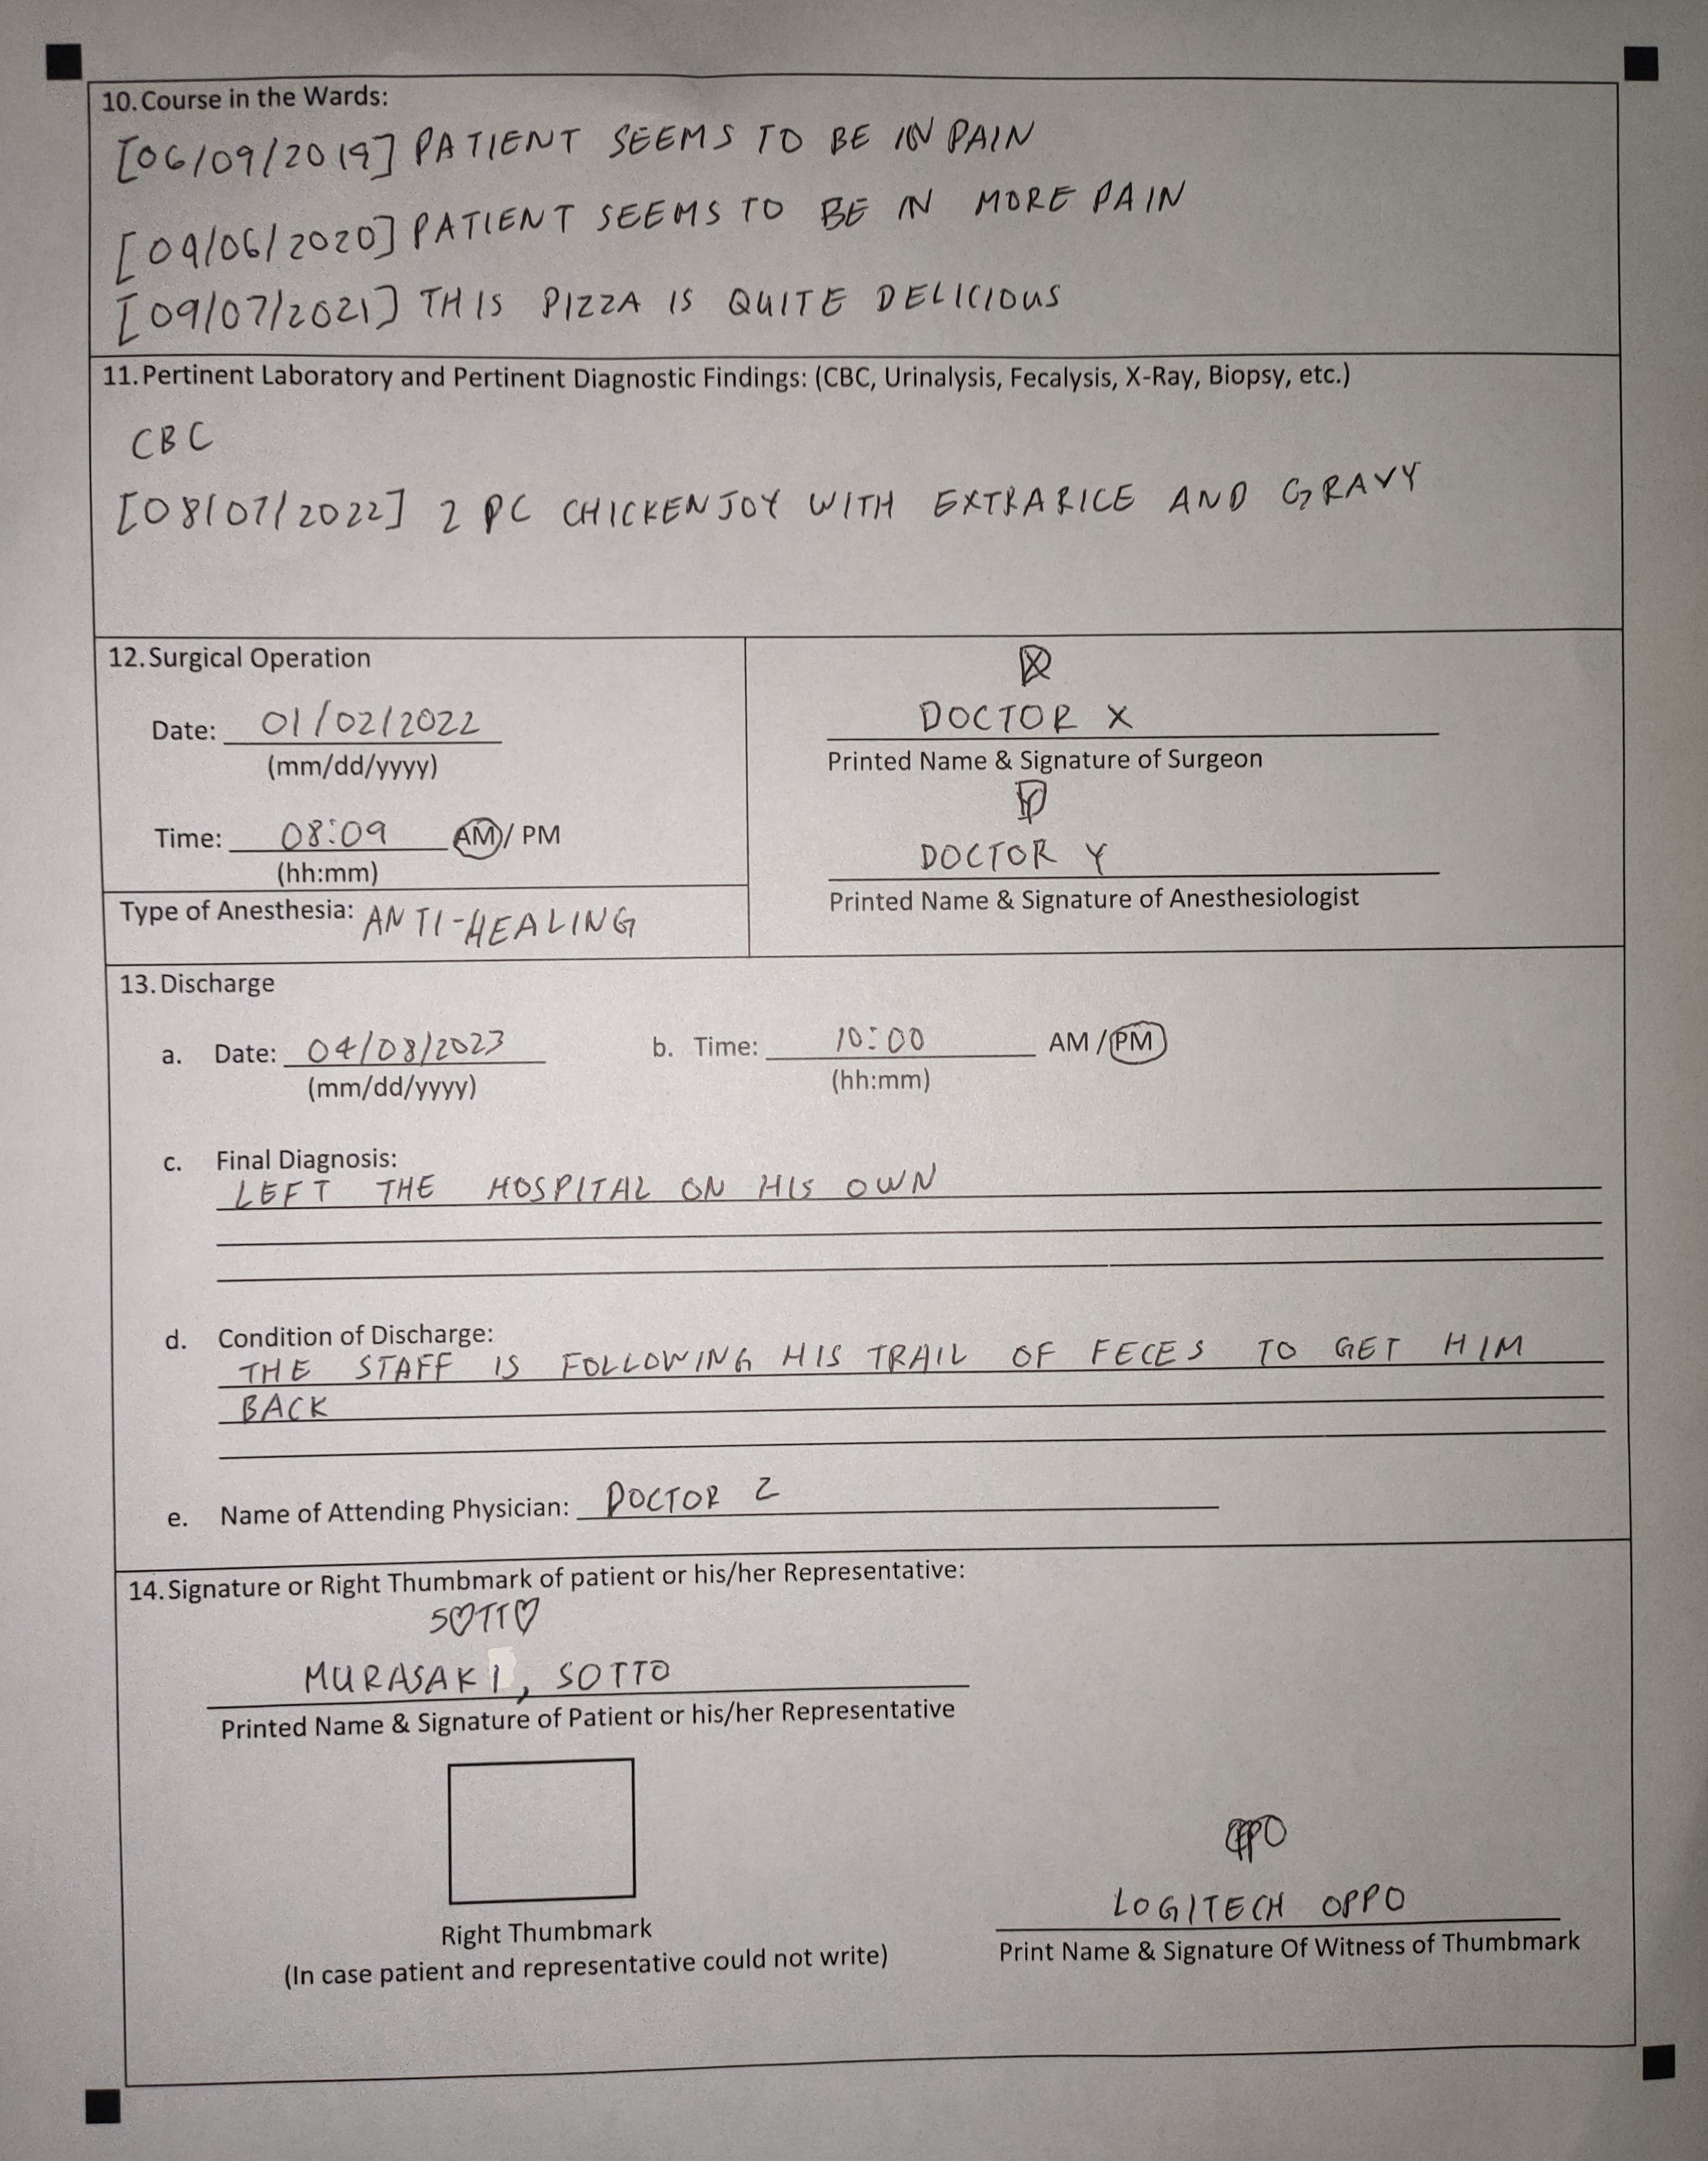 10. Course in the Wards:
[06/09/2019] PATIENT SEEMS TO BE IN PAIN
[09/06/2020] PATIENT SEEMS TO BE IN MORE PAIN
[09/07/2021] THIS PIZZA IS QUITE DELICIOUS
11. Pertinent Laboratory and Pertinent Diagnostic Findings: (CBC, Urinalysis, Fecalysis, X-Ray, Biopsy, etc.)
CBC
[08/07/2022] 2 PC CHICKENJOY WITH EXTRARICE AND GRAVY
12. Surgical Operation
Date: 01/02/2022
(mm/dd/yyyy)
Time: 08:09 AM / PM
(hh:mm)
Type of Anesthesia: ANTI-HEALING
DOCTOR X
Printed Name & Signature of Surgeon
DOCTOR Y
Printed Name & Signature of Anesthesiologist
13. Discharge
a. Date: 04/08/2023 b. Time: 10:00 AM / PM
(mm/dd/yyyy) (hh:mm)
c. Final Diagnosis:
LEFT THE HOSPITAL ON HIS OWN
d. Condition of Discharge:
THE STAFF IS FOLLOWING HIS TRAIL OF FECES TO GET HIM
BACK
e. Name of Attending Physician: DOCTOR Z
14. Signature or Right Thumbmark of patient or his/her Representative:
S♡TT♡
MURASAKI, SOTTO
Printed Name & Signature of Patient or his/her Representative
Right Thumbmark
(In case patient and representative could not write)
LOGITECH OPPO
Print Name & Signature Of Witness of Thumbmark